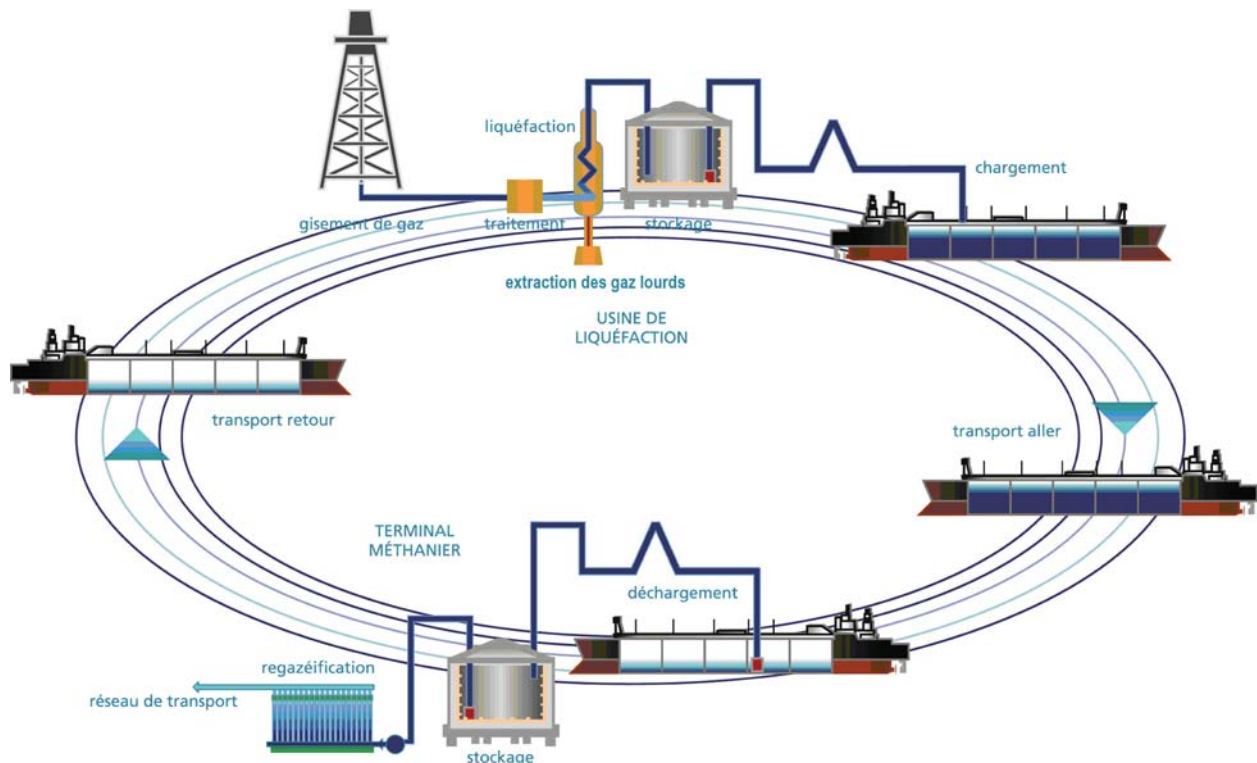 liquéfaction
chargement
gisement de gaz
traitement
stockage
extraction des gaz lourds
USINE DE
LIQUÉFACTION
transport retour
transport aller
TERMINAL
MÉTHANIER
déchargement
regazéification
réseau de transport
stockage